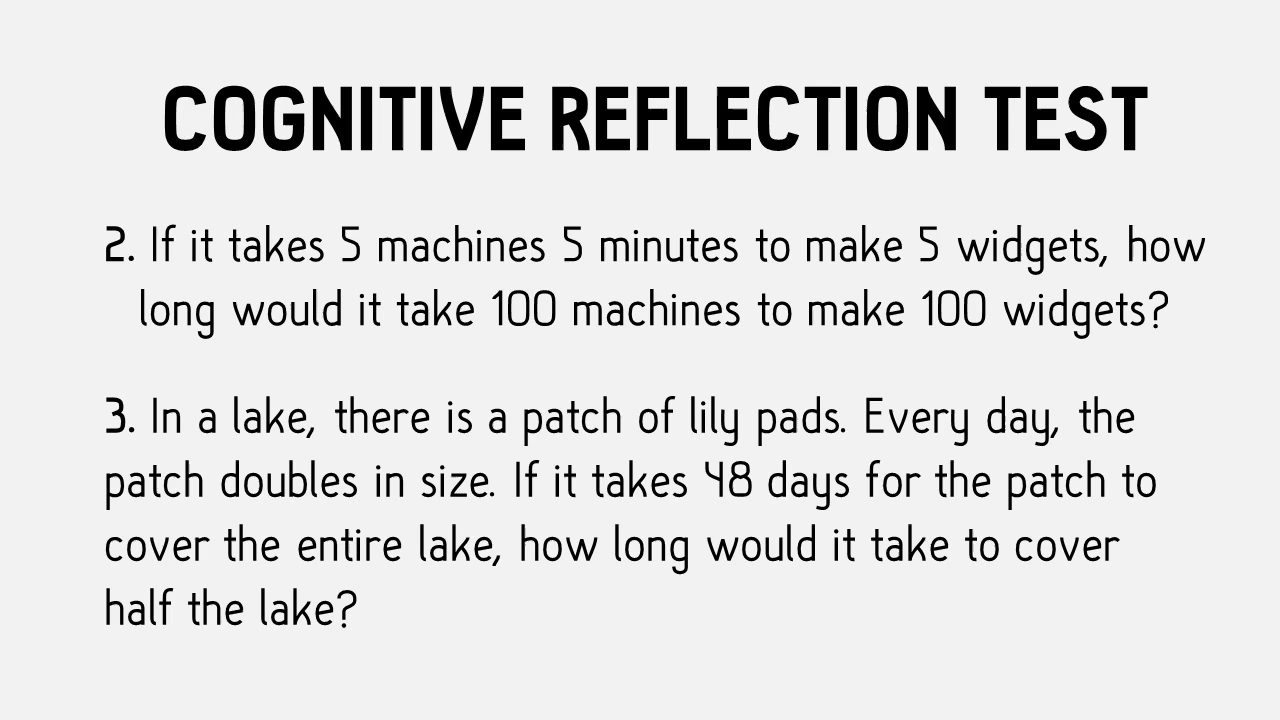 COGNITIVE REFLECTION TEST
2. If it takes 5 machines 5 minutes to make 5 widgets, how
long would it take 100 machines to make 100 widgets?
3. In a lake, there is a patch of lily pads. Every day, the
patch doubles in size. If it takes 48 days for the patch to
cover the entire lake, how long would it take to cover
half the lake?